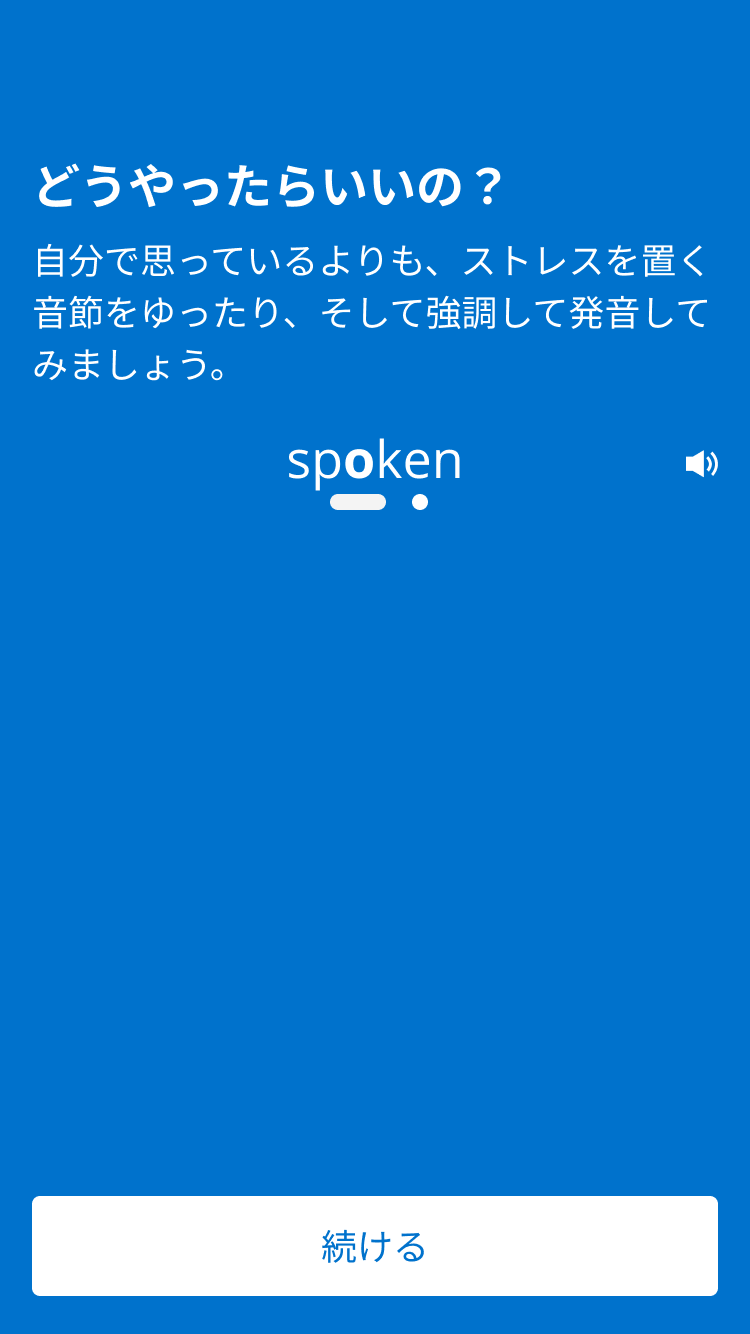 どうやったらいいの？
自分で思っているよりも、ストレスを置く
音節をゆったり、そして強調して発音して
みましょう。
spoken
続ける